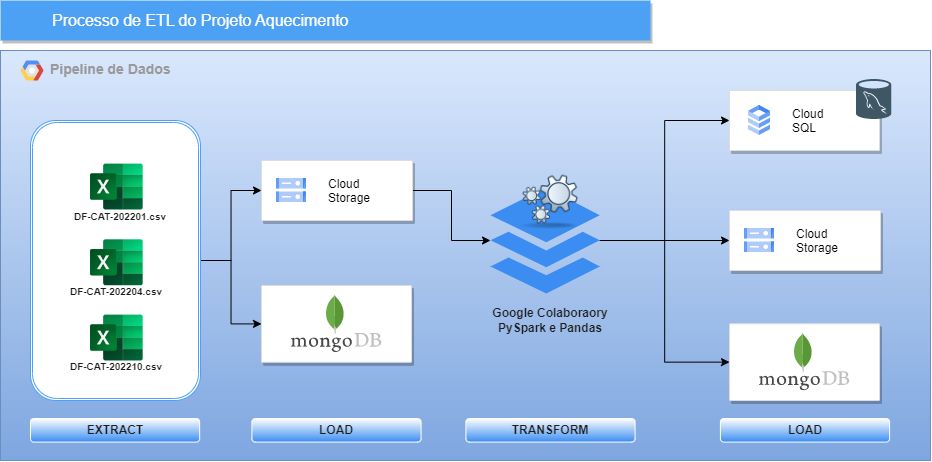 Processo de ETL do Projeto Aquecimento
Pipeline de Dados
DF-CAT-202201.csv
DF-CAT-202204.csv
DF-CAT-202210.csv
Cloud
Storage
mongoDB
Google Colaboraory
PySpark e Pandas
Cloud
SQL
Cloud
Storage
mongoDB
EXTRACT
LOAD
TRANSFORM
LOAD